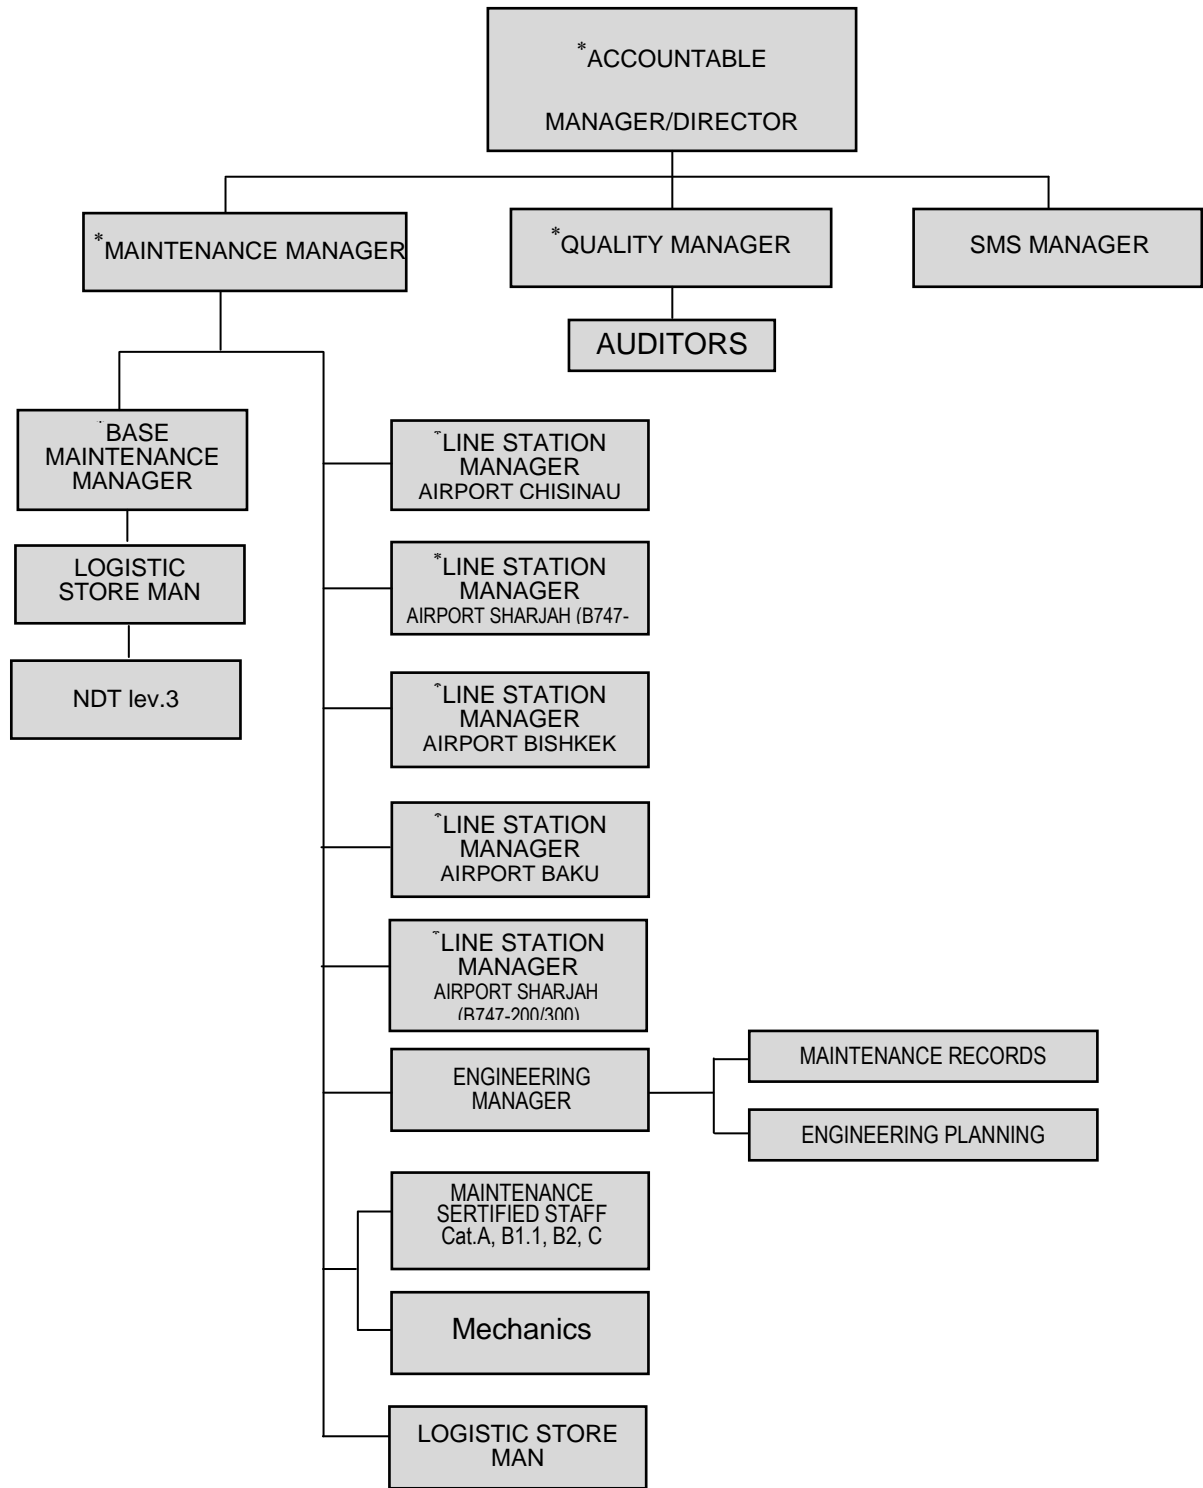 *ACCOUNTABLE
MANAGER/DIRECTOR
*MAINTENANCE MANAGER
*QUALITY MANAGER
SMS MANAGER
AUDITORS
*BASE
MAINTENANCE
MANAGER
LOGISTIC
STORE MAN
NDT lev.3
*LINE STATION
MANAGER
AIRPORT CHISINAU
*LINE STATION
MANAGER
AIRPORT SHARJAH (B747-
*LINE STATION
MANAGER
AIRPORT BISHKEK
*LINE STATION
MANAGER
AIRPORT BAKU
*LINE STATION
MANAGER
AIRPORT SHARJAH
(B747-200/300)
ENGINEERING
MANAGER
MAINTENANCE RECORDS
ENGINEERING PLANNING
MAINTENANCE
SERTIFIED STAFF
Cat.A, B1.1, B2, C
Mechanics
LOGISTIC STORE
MAN